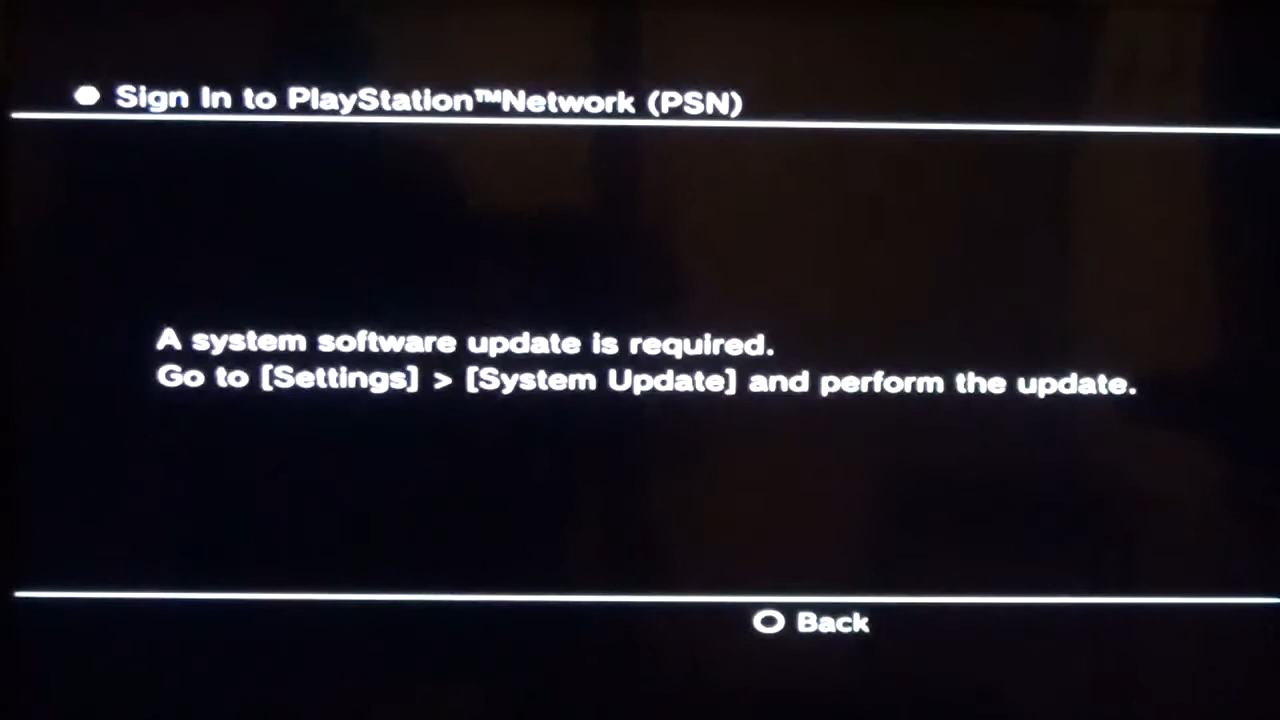 Sign In to PlayStation™Network (PSN)
A system software update is required.
Go to [Settings] > [System Update] and perform the update.
Back